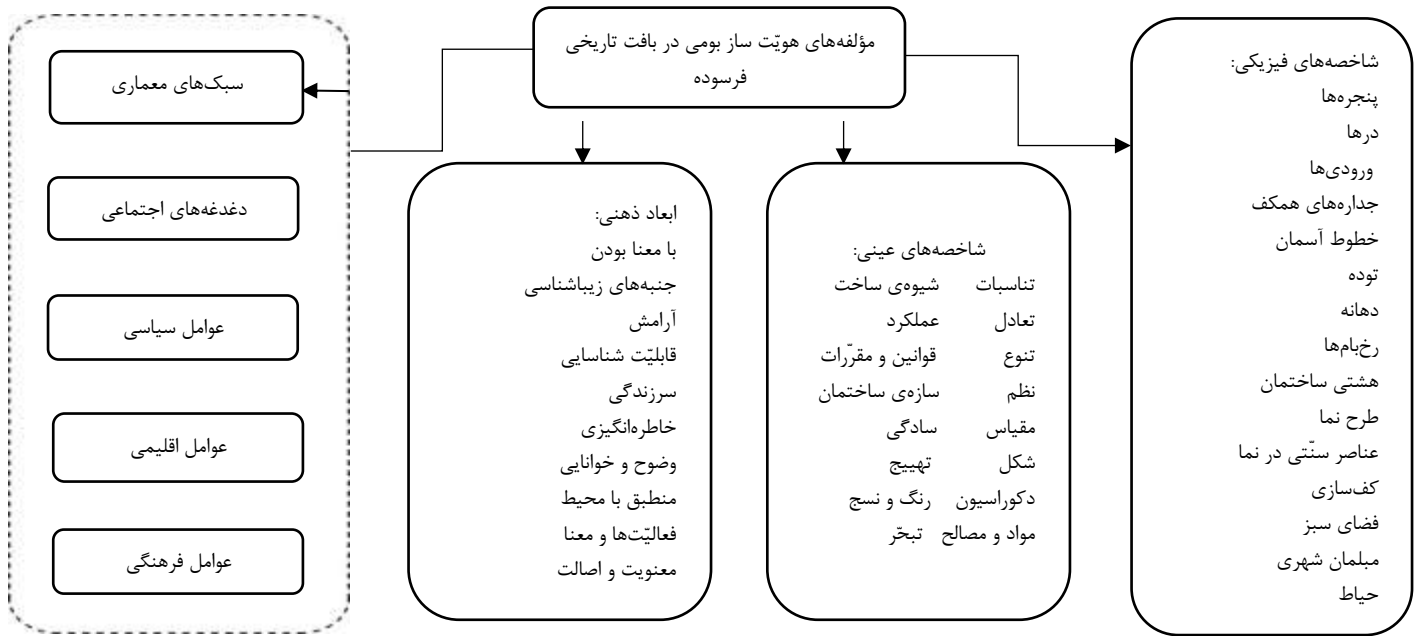 مؤلفه‌های هویّت ساز بومی در بافت تاریخی
فرسوده
شاخصه‌های فیزیکی:
پنجره‌ها
درها
ورودی‌ها
جداره‌های همکف
خطوط آسمان
توده
دهانه
رخ‌بام‌ها
هشتی ساختمان
طرح نما
عناصر سنّتی در نما
کف‌سازی
فضای سبز
مبلمان شهری
حیاط
شاخصه‌های عینی:
تناسبات شیوه‌ی ساخت
تعادل عملکرد
تنوع قوانین و مقرّرات
نظم سازه‌ی ساختمان
مقیاس سادگی
شکل تهییج
دکوراسیون رنگ و نسج
مواد و مصالح تبحّر
ابعاد ذهنی:
با معنا بودن
جنبه‌های زیباشناسی
آرامش
قابلیّت شناسایی
سرزندگی
خاطره‌انگیزی
وضوح و خوانایی
منطبق با محیط
فعالیّت‌ها و معنا
معنویت و اصالت
سبک‌های معماری
دغدغه‌های اجتماعی
عوامل سیاسی
عوامل اقلیمی
عوامل فرهنگی